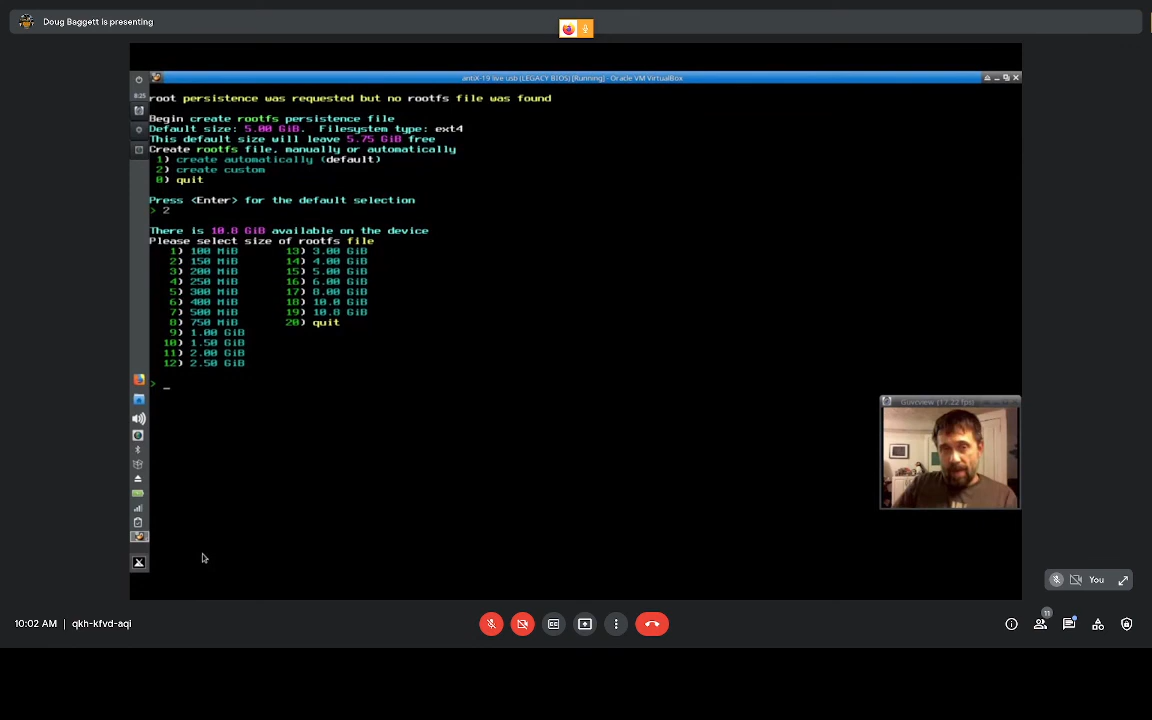 Doug Baggett is presenting
antiX-19 live usb (LEGACY BIOS) [Running] - Oracle VM VirtualBox
8:25
root persistence was requested but no rootfs file was found
Begin create rootfs persistence file
Default size: 5.00 GiB.  Filesystem type: ext4
This default size will leave 5.75 GiB free
Create rootfs file, manually or automatically
1) create automatically (default)
2) create custom
0) quit
Press <Enter> for the default selection
> 2
There is 10.8 GiB available on the device
Please select size of rootfs file
1) 100 MiB 13) 3.00 GiB
2) 150 MiB 14) 4.00 GiB
3) 200 MiB 15) 5.00 GiB
4) 250 MiB 16) 6.00 GiB
5) 300 MiB 17) 8.00 GiB
6) 400 MiB 18) 10.0 GiB
7) 500 MiB 19) 10.8 GiB
8) 750 MiB 20) quit
9) 1.00 GiB
10) 1.50 GiB
11) 2.00 GiB
12) 2.50 GiB
> _
Guvcview (17.22 fps)
You
10:02 AM | qkh-kfvd-aqi
11